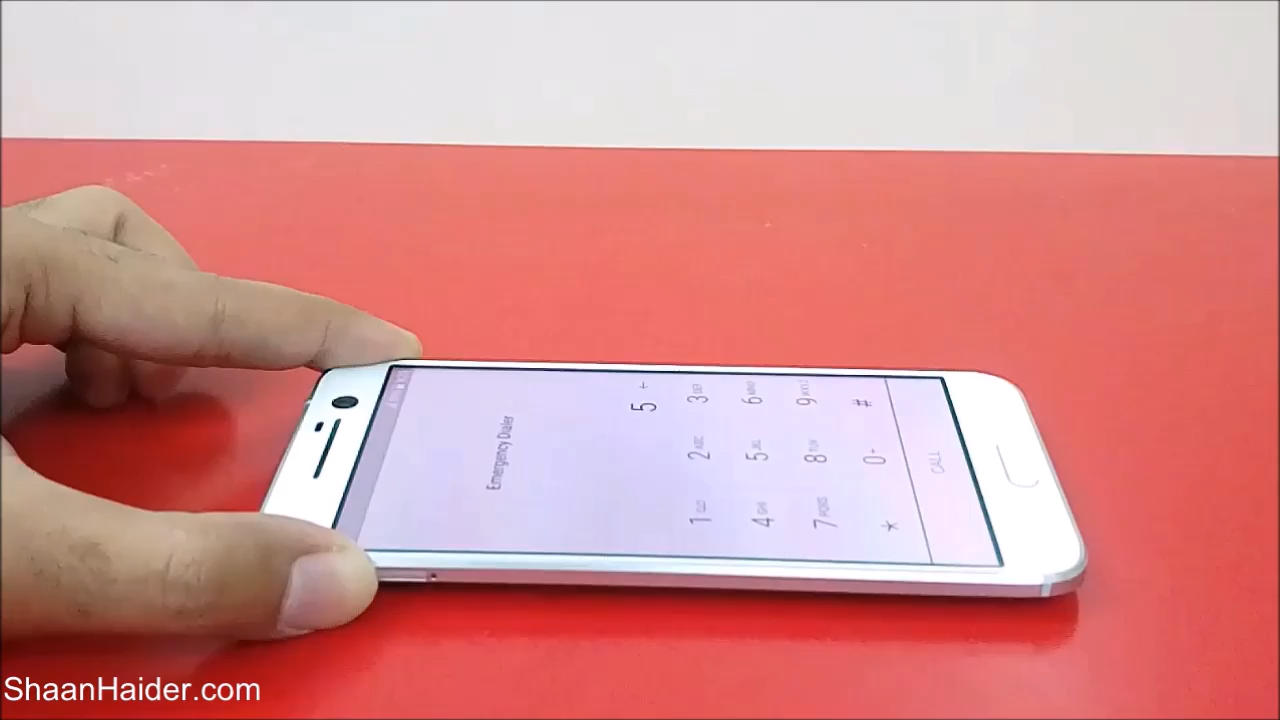 Emergency Dialer
5 +
1 2 ABC 3 DEF
4 GHI 5 JKL 6 MNO
7 PQRS 8 TUV 9 WXYZ
* 0 + #
CALL
ShaanHaider.com